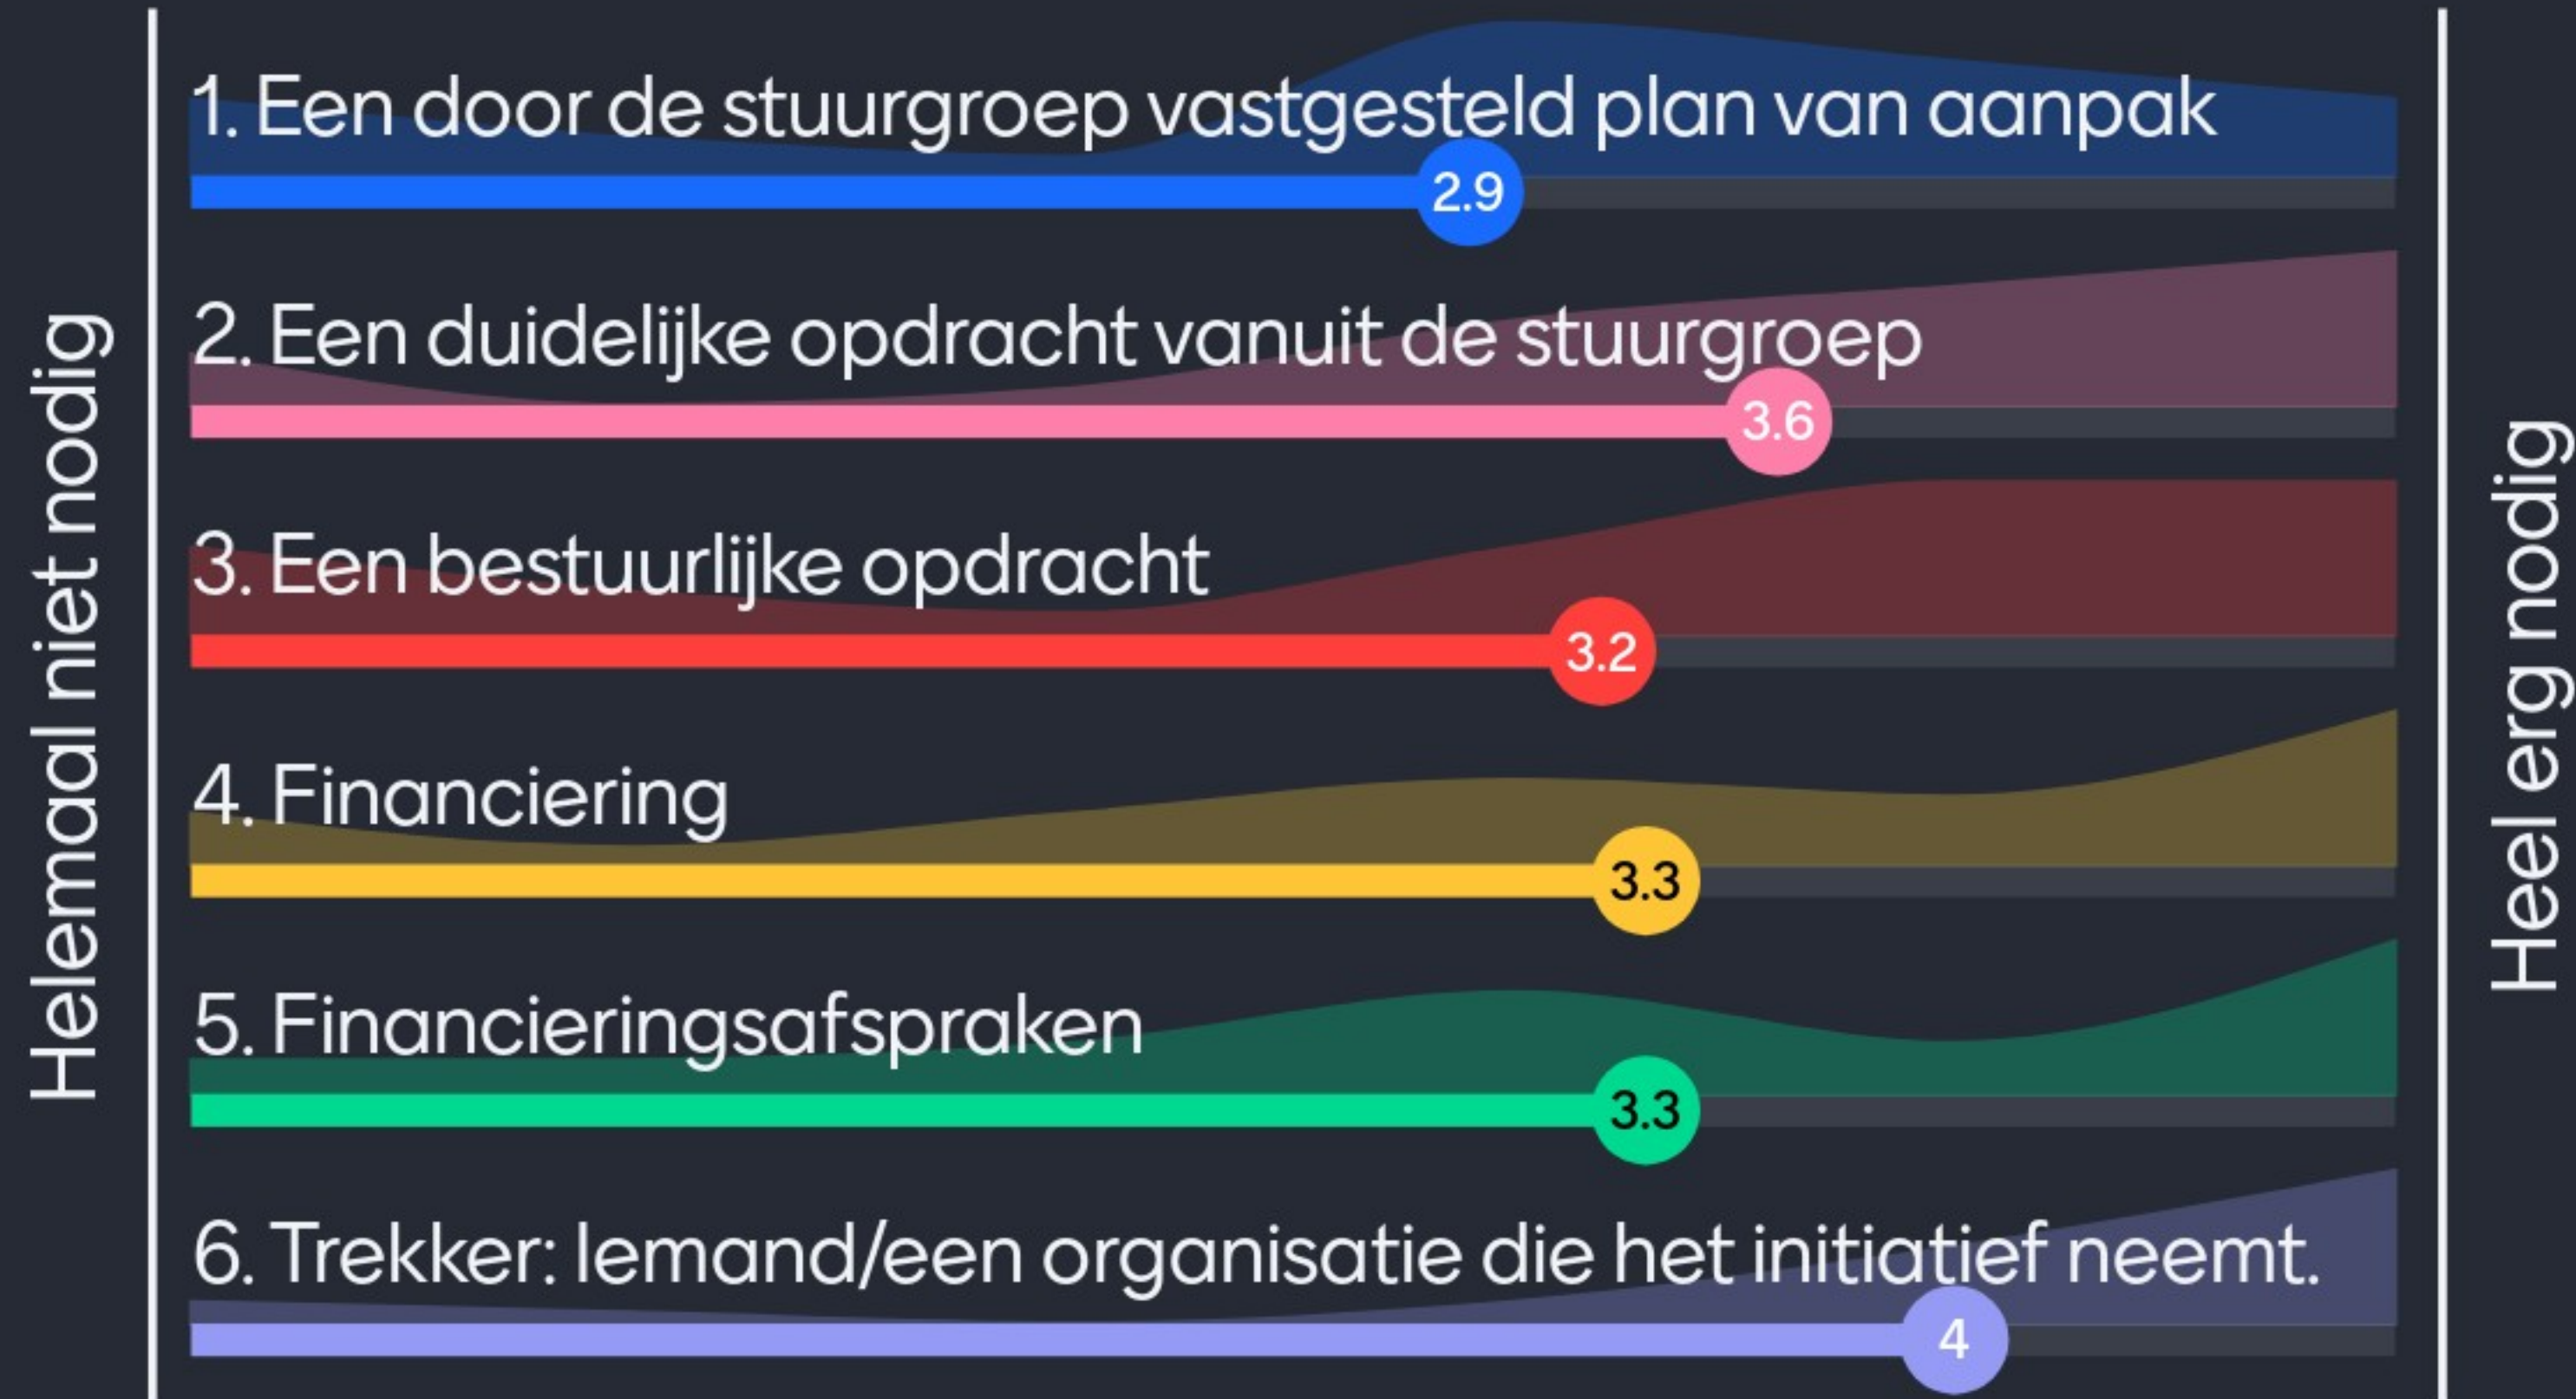 Helemaal niet nodig
1. Een door de stuurgroep vastgesteld plan van aanpak
2.9
2. Een duidelijke opdracht vanuit de stuurgroep
3.6
3. Een bestuurlijke opdracht
3.2
4. Financiering
3.3
5. Financieringsafspraken
3.3
6. Trekker: Iemand/een organisatie die het initiatief neemt.
4
Heel erg nodig